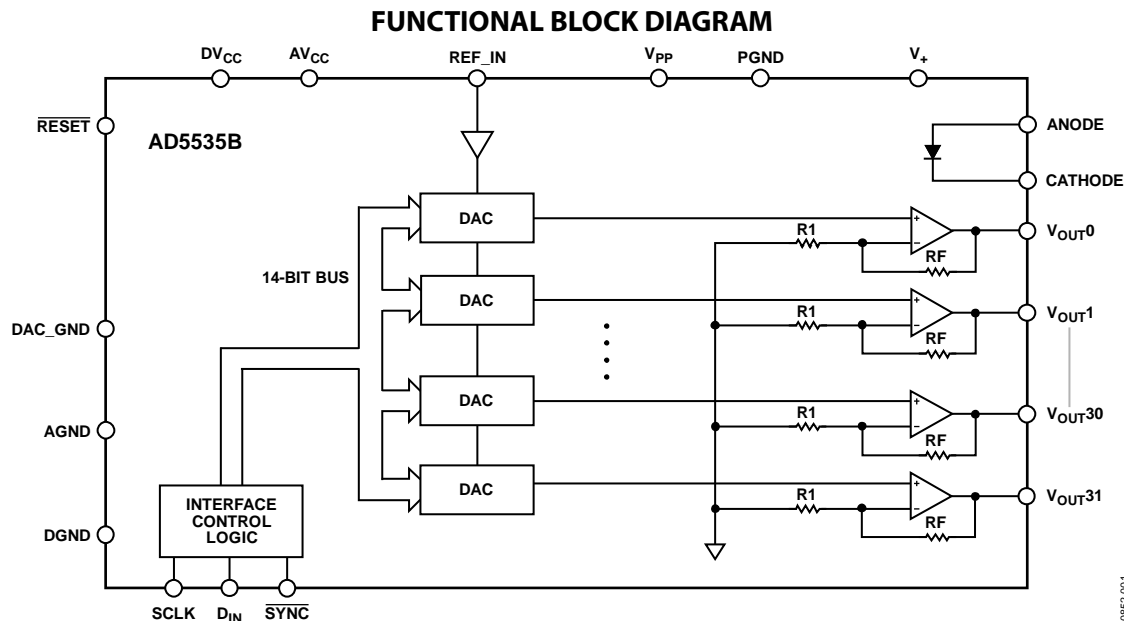 FUNCTIONAL BLOCK DIAGRAM
DVCC AVCC REF_IN VPP PGND V+
RESET
AD5535B
ANODE
CATHODE
DAC
R1
RF
+
−
VOUT0
14-BIT BUS
DAC
R1
RF
+
−
VOUT1
DAC_GND
DAC
R1
RF
+
−
VOUT30
AGND
DAC
R1
RF
+
−
VOUT31
INTERFACE
CONTROL
LOGIC
DGND
SCLK DIN SYNC